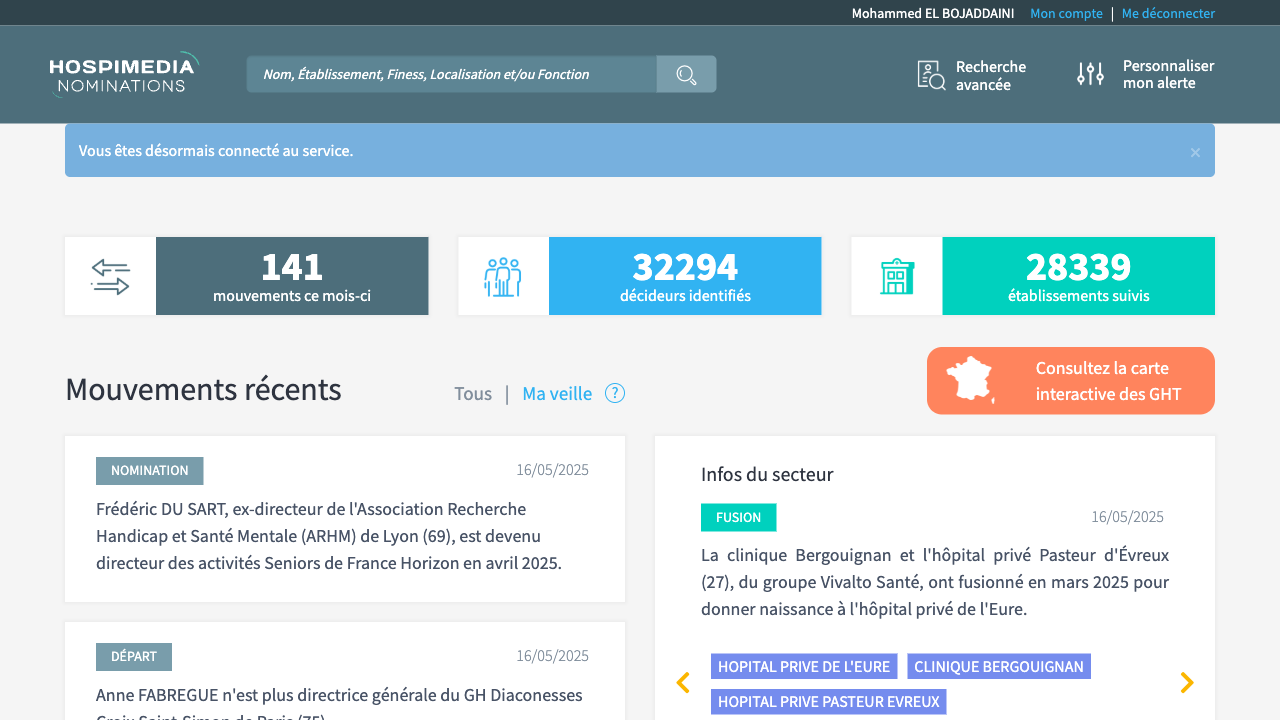 Mohammed EL BOJADDAINI Mon compte | Me déconnecter
HOSPIMEDIA
NOMINATIONS
Nom, Établissement, Finess, Localisation et/ou Fonction
Recherche
avancée
Personnaliser
mon alerte
Vous êtes désormais connecté au service.
×
141
mouvements ce mois-ci
32294
décideurs identifiés
28339
établissements suivis
Mouvements récents
Tous | Ma veille ?
Consultez la carte
interactive des GHT
NOMINATION 16/05/2025
Frédéric DU SART, ex-directeur de l'Association Recherche
Handicap et Santé Mentale (ARHM) de Lyon (69), est devenu
directeur des activités Seniors de France Horizon en avril 2025.
DÉPART 16/05/2025
Anne FABREGUE n'est plus directrice générale du GH Diaconesses
Croix Saint-Simon de Paris (75).
Infos du secteur
FUSION 16/05/2025
La clinique Bergouignan et l'hôpital privé Pasteur d'Évreux
(27), du groupe Vivalto Santé, ont fusionné en mars 2025 pour
donner naissance à l'hôpital privé de l'Eure.
HOPITAL PRIVE DE L'EURE CLINIQUE BERGOUIGNAN
HOPITAL PRIVE PASTEUR EVREUX